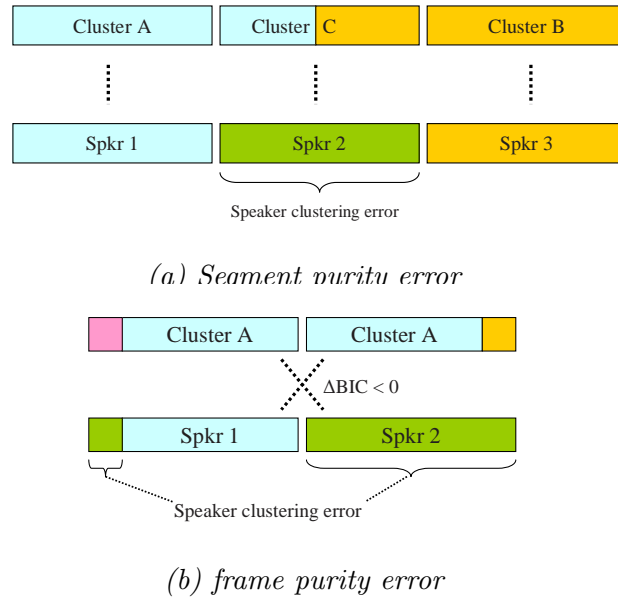 Cluster A Cluster C Cluster B
Spkr 1 Spkr 2 Spkr 3
Speaker clustering error
(a) Segment purity error
Cluster A Cluster A
ΔBIC < 0
Spkr 1 Spkr 2
Speaker clustering error
(b) frame purity error